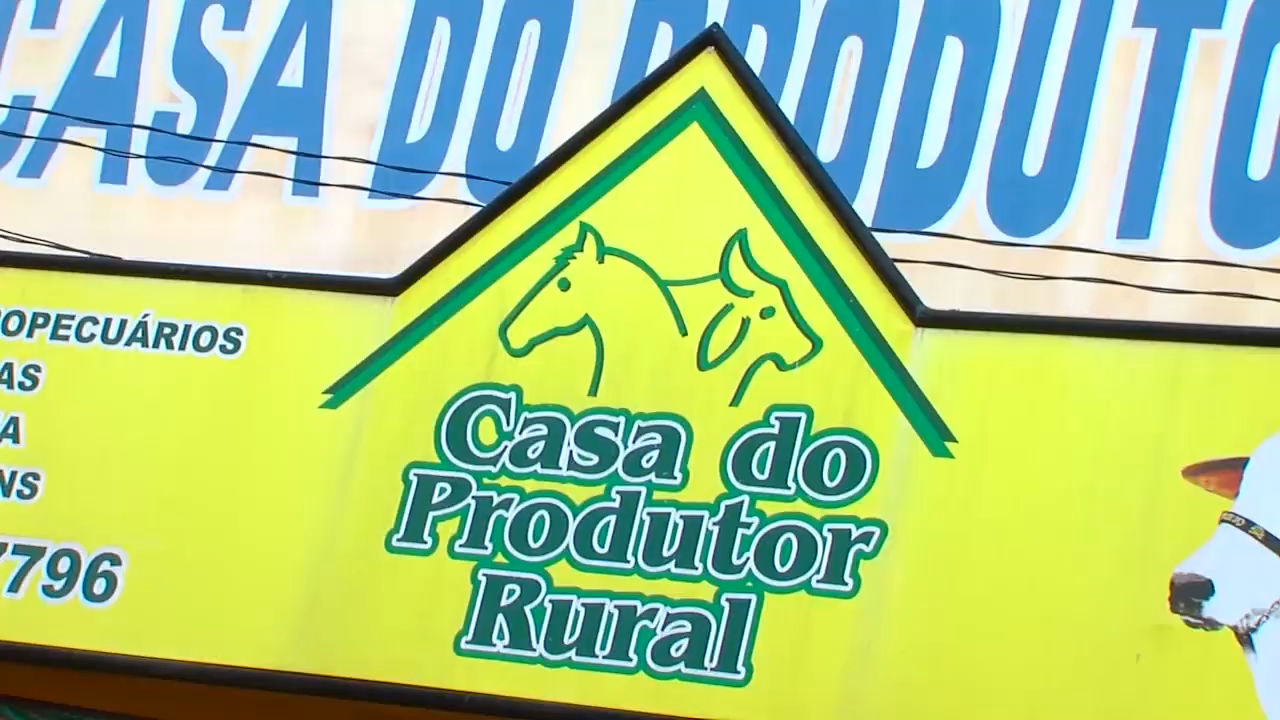 CASA DO PRODUTO
OPECUÁRIOS
AS
A
NS
7796
Casa do
Produtor
Rural